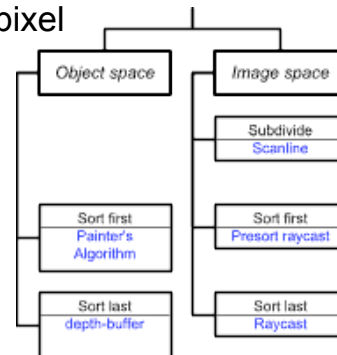 pixel
Object space
Image space
Subdivide
Scanline
Sort first
Painter's
Algorithm
Sort first
Presort raycast
Sort last
depth-buffer
Sort last
Raycast